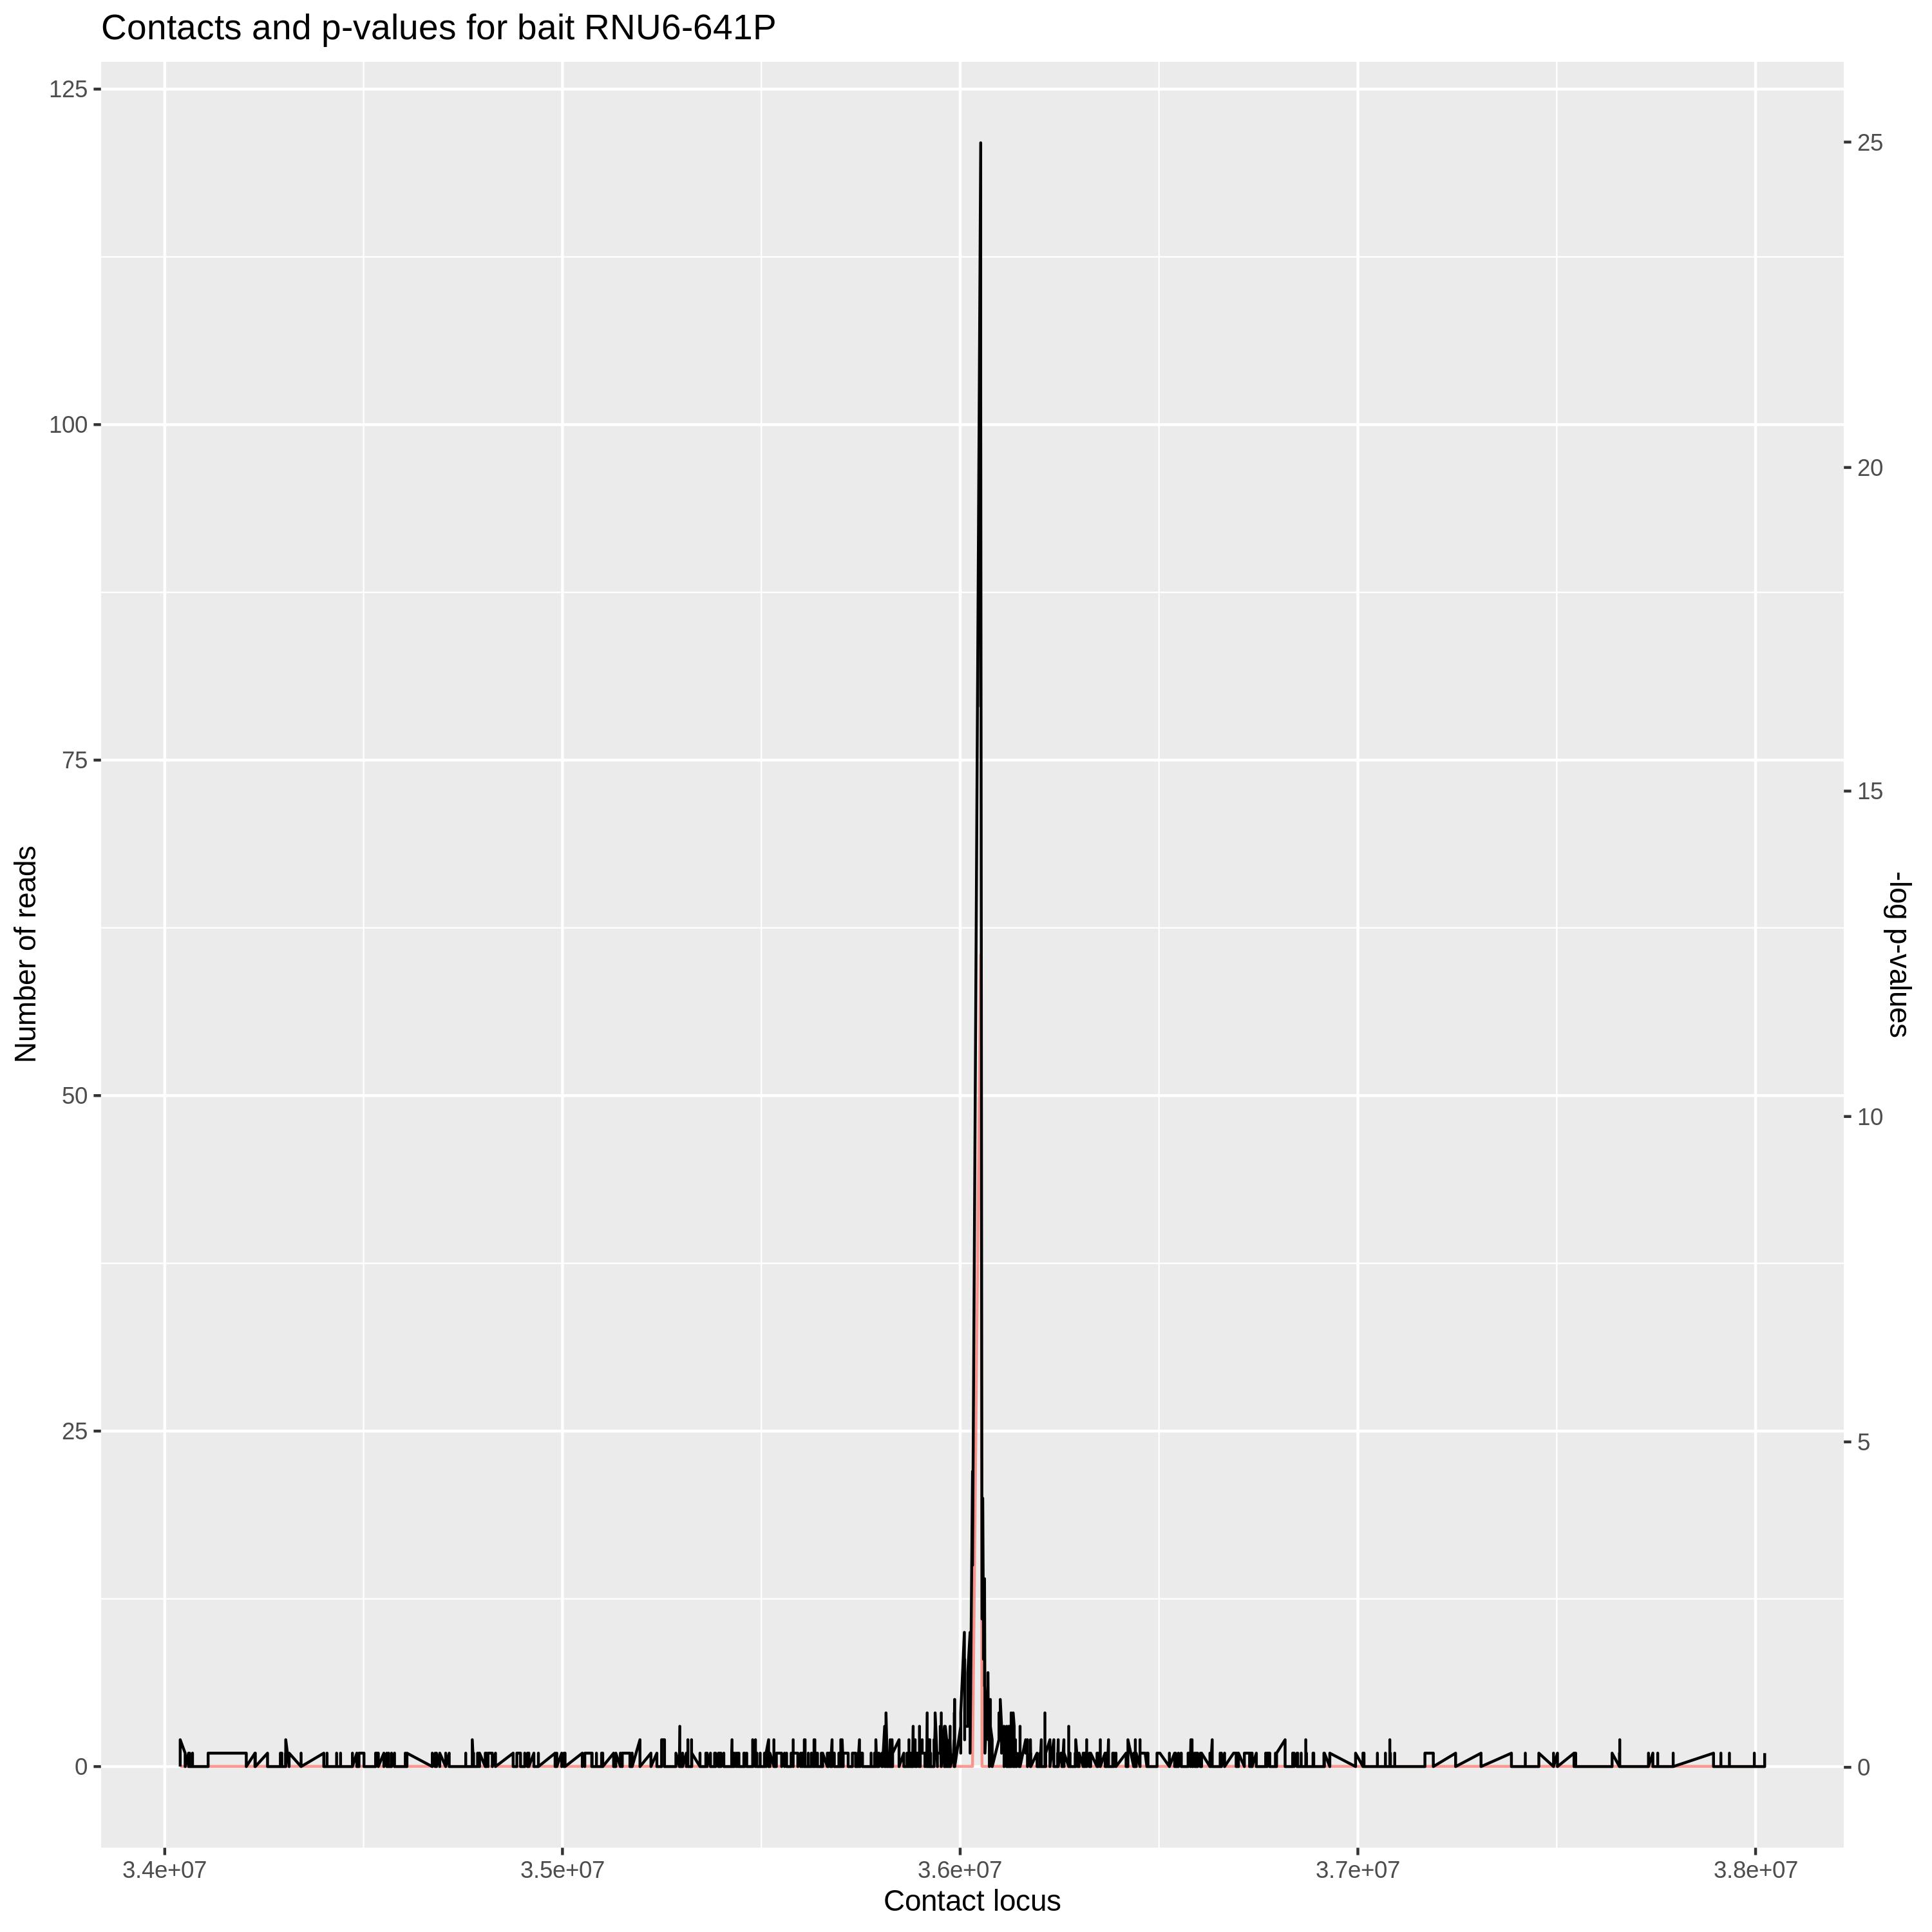 Contacts and p-values for bait RNU6-641P
125
100
75
50
25
0
Number of reads
25
20
15
10
5
0
-log p-values
3.4e+07
3.5e+07
3.6e+07
3.7e+07
3.8e+07
Contact locus